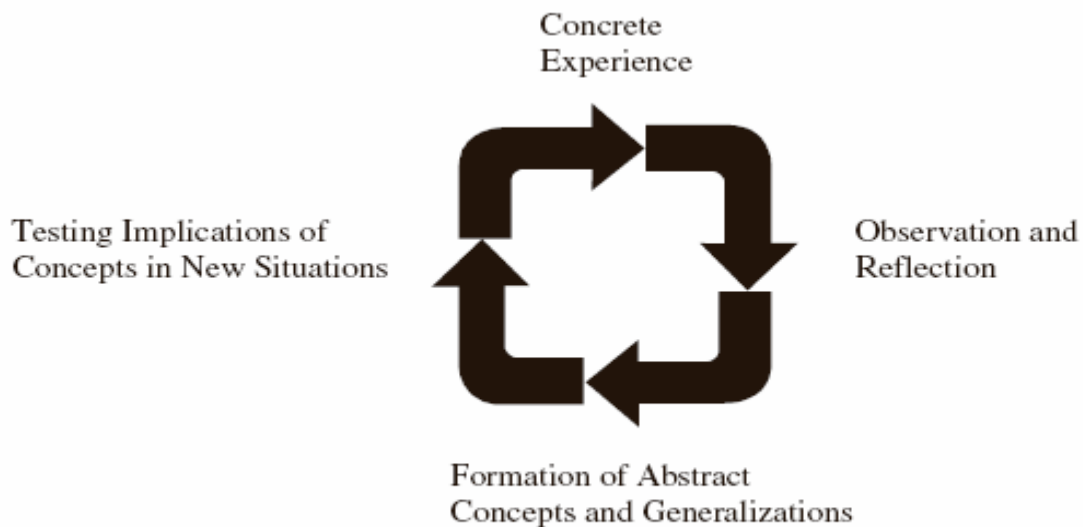 Concrete
Experience
Testing Implications of
Concepts in New Situations
Observation and
Reflection
Formation of Abstract
Concepts and Generalizations